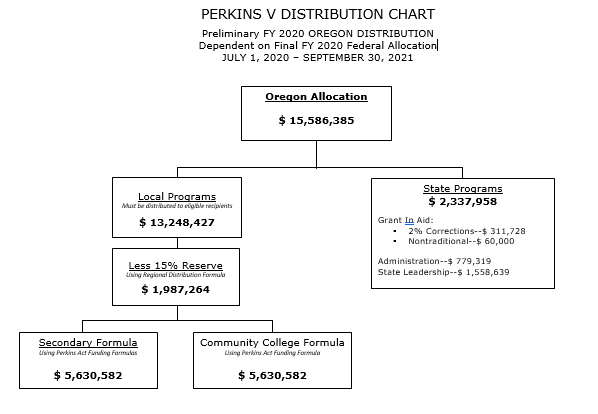 PERKINS V DISTRIBUTION CHART
Preliminary FY 2020 OREGON DISTRIBUTION
Dependent on Final FY 2020 Federal Allocation
JULY 1, 2020 – SEPTEMBER 30, 2021
Oregon Allocation
$ 15,586,385
Local Programs
Must be distributed to eligible recipients
$ 13,248,427
State Programs
$ 2,337,958
Grant In Aid:
• 2% Corrections--$ 311,728
• Nontraditional--$ 60,000
Administration--$ 779,319
State Leadership--$ 1,558,639
Less 15% Reserve
Using Regional Distribution Formula
$ 1,987,264
Secondary Formula
Using Perkins Act Funding Formulas
$ 5,630,582
Community College Formula
Using Perkins Act Funding Formula
$ 5,630,582